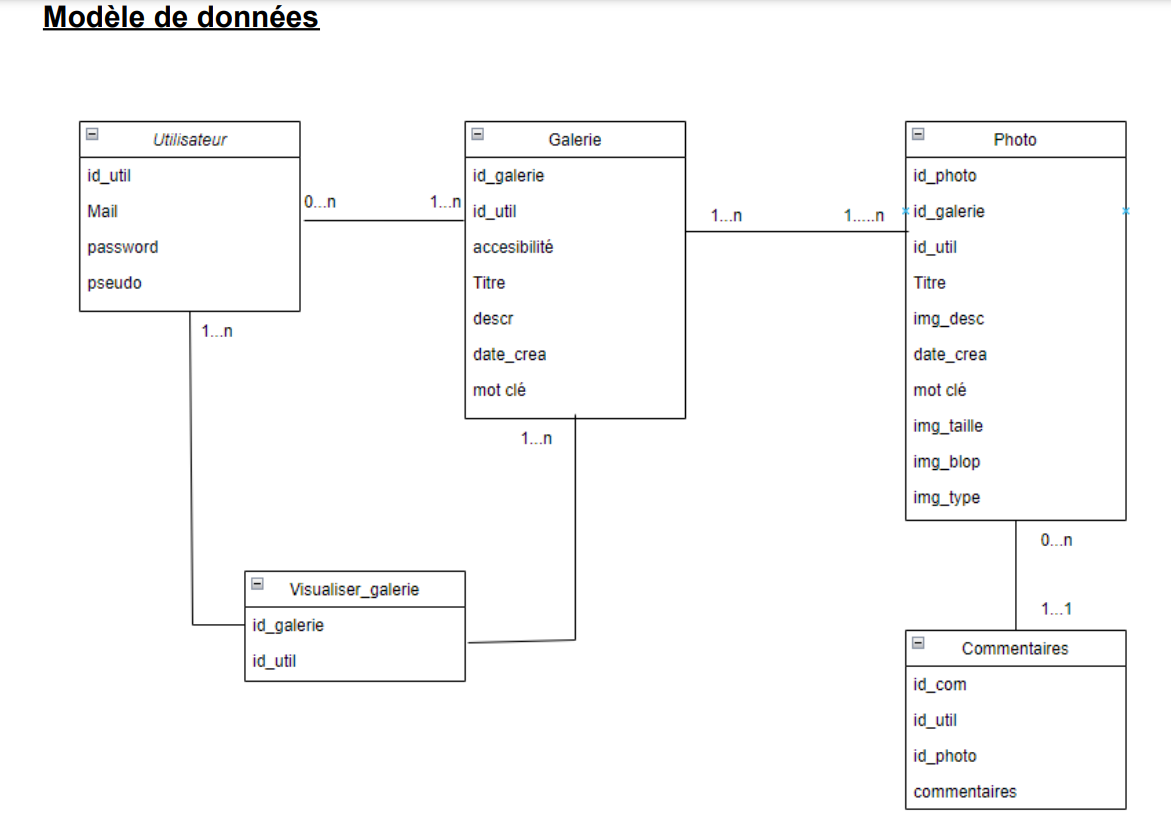 Modèle de données
Utilisateur
id_util
Mail
password
pseudo
0...n
1...n
Galerie
id_galerie
id_util
accesibilité
Titre
descr
date_crea
mot clé
1...n
1.....n
Photo
id_photo
id_galerie
id_util
Titre
img_desc
date_crea
mot clé
img_taille
img_blop
img_type
1...n
1...n
Visualiser_galerie
id_galerie
id_util
0...n
1...1
Commentaires
id_com
id_util
id_photo
commentaires